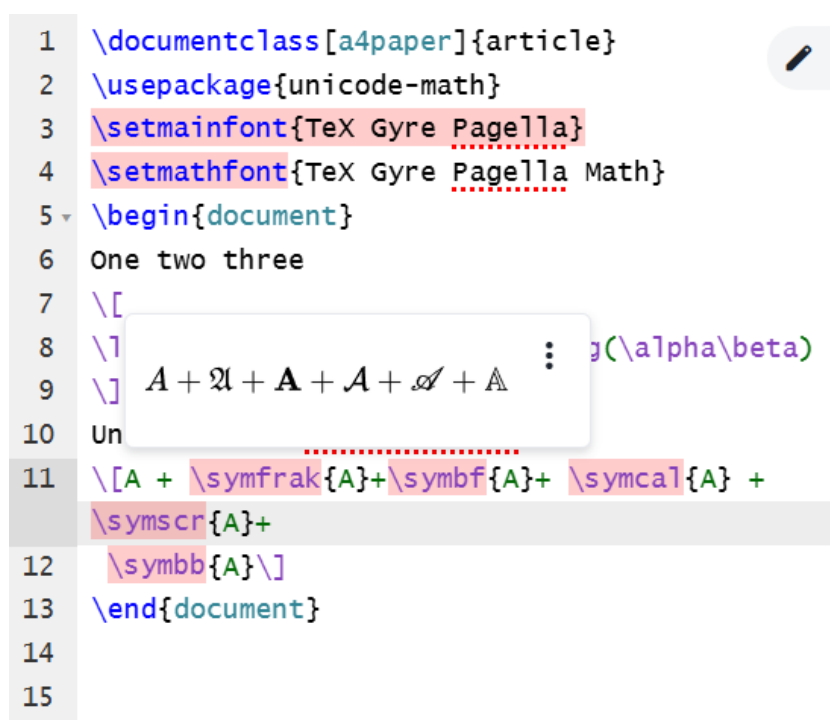 1 \documentclass[a4paper]{article}
2 \usepackage{unicode-math}
3 \setmainfont{TeX Gyre Pagella}
4 \setmathfont{TeX Gyre Pagella Math}
5 \begin{document}
6 One two three
7 \[
8 \l g(\alpha\beta)
A + 𝔄 + 𝐀 + 𝒜 + 𝓐 + 𝔸
9 \]
10 Un
11 \[A + \symfrak{A}+\symbf{A}+ \symcal{A} +
\symscr{A}+
12 \symbb{A}\]
13 \end{document}
14
15